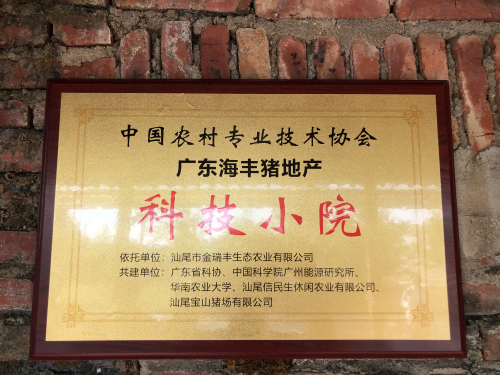 中国农村专业技术协会
广东海丰猪地产
科技小院
依托单位：汕尾市金瑞丰生态农业有限公司
共建单位：广东省科协、中国科学院广州能源研究所、
华南农业大学、汕尾信民生休闲农业有限公司、
汕尾宝山猪场有限公司